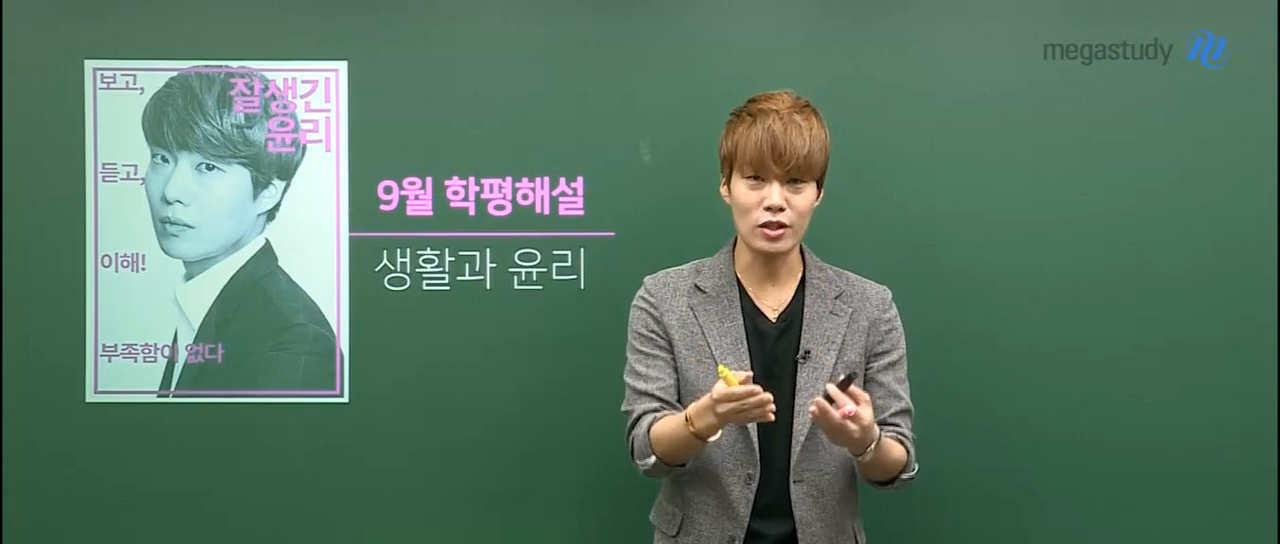 보고,
잘생긴
윤리
듣고,
이해!
부족함이 없다
9월 학평해설
생활과 윤리
megastudy